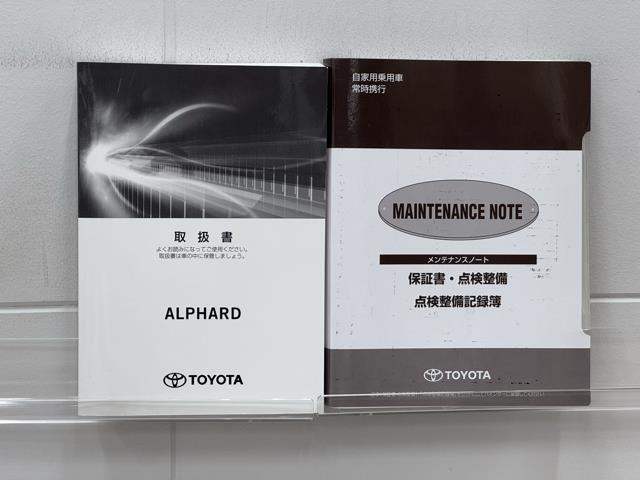 取扱書
よくお読みになってご使用ください。
取扱書は車の中に保管しましょう。
ALPHARD
TOYOTA
自家用乗用車
常時携行
MAINTENANCE NOTE
メンテナンスノート
保証書・点検整備
点検整備記録簿
TOYOTA